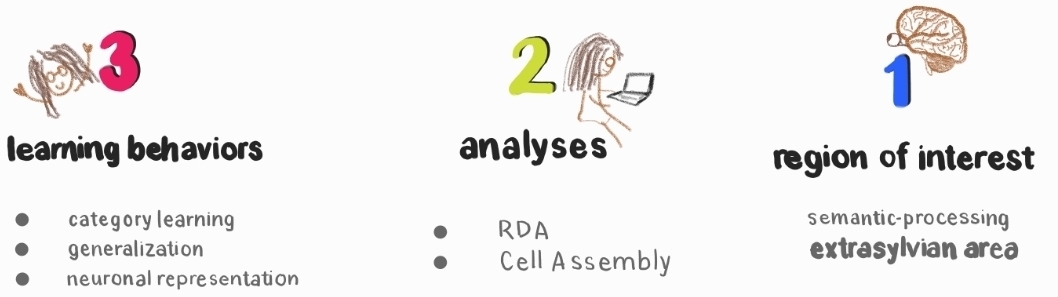 3
learning behaviors
category learning
generalization
neuronal representation
2
analyses
RDA
Cell Assembly
1
region of interest
semantic-processing
extrasylvian area